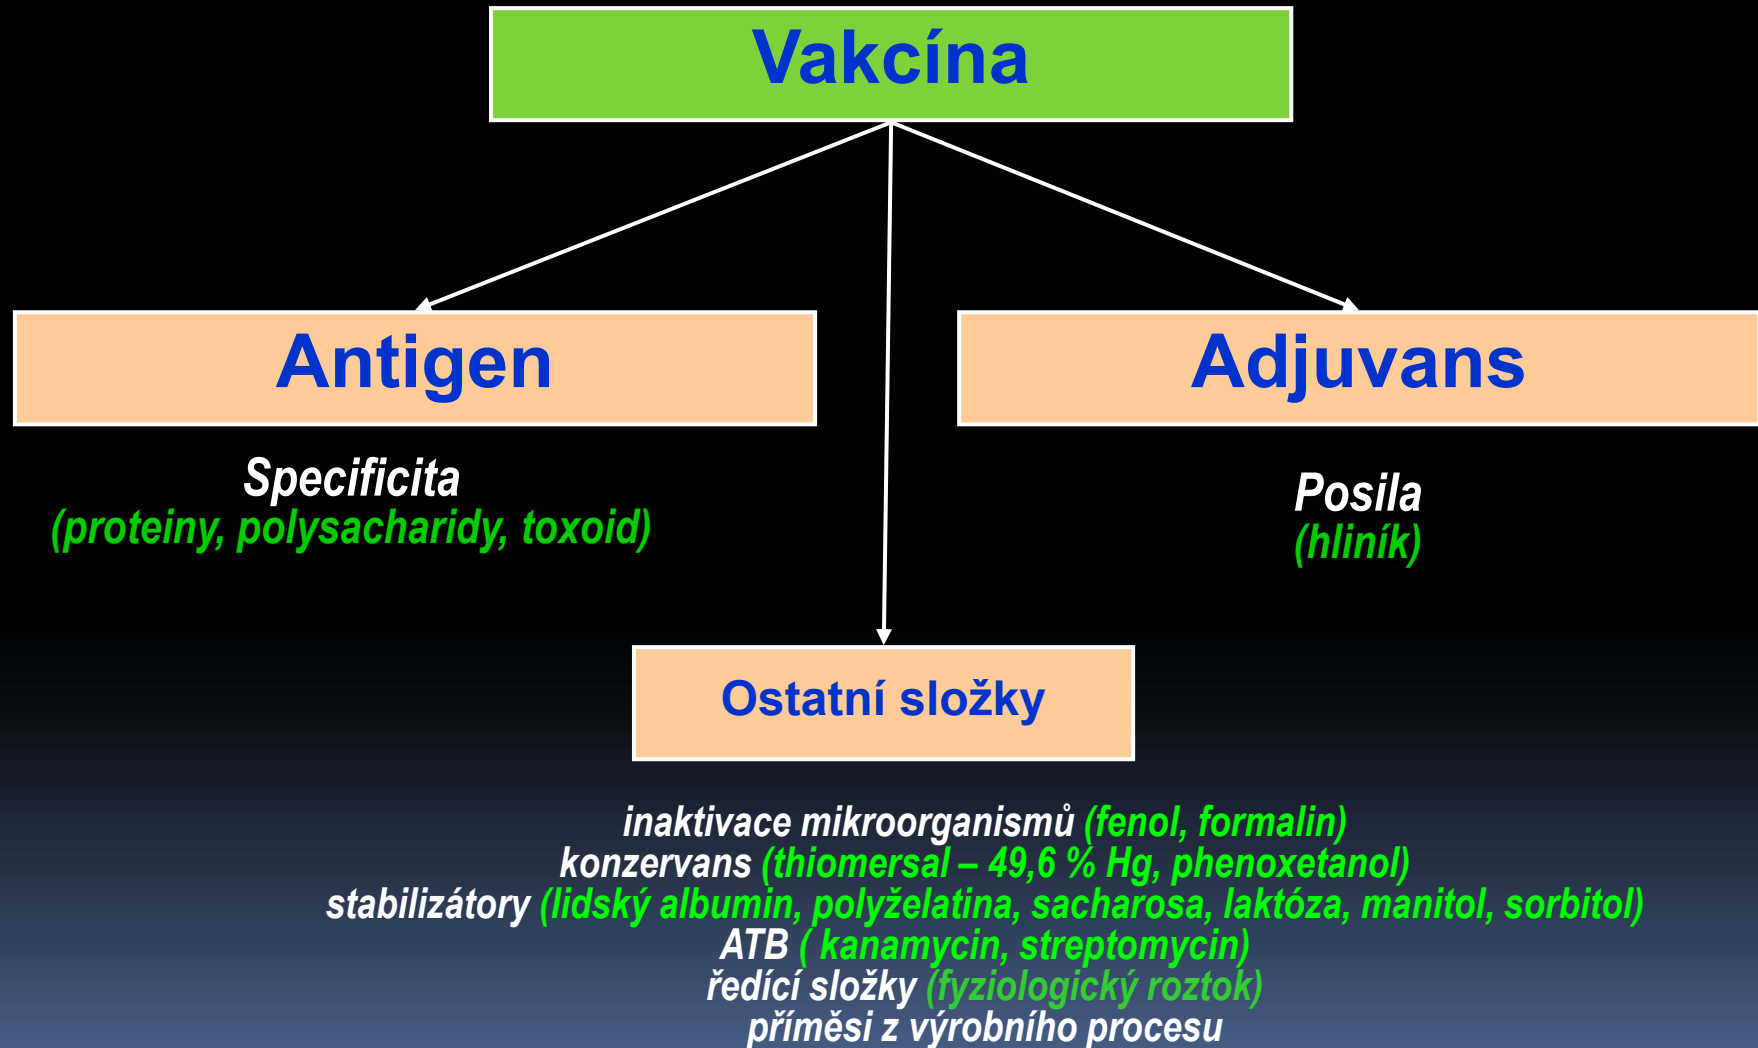 Vakcína
Antigen
Adjuvans
Specificita
(proteiny, polysacharidy, toxoid)
Posila
(hliník)
Ostatní složky
inaktivace mikroorganismů (fenol, formalin)
konzervans (thiomersal – 49,6 % Hg, phenoxetanol)
stabilizátory (lidský albumin, polyželatina, sacharosa, laktóza, manitol, sorbitol)
ATB ( kanamycin, streptomycin)
ředící složky (fyziologický roztok)
příměsi z výrobního procesu